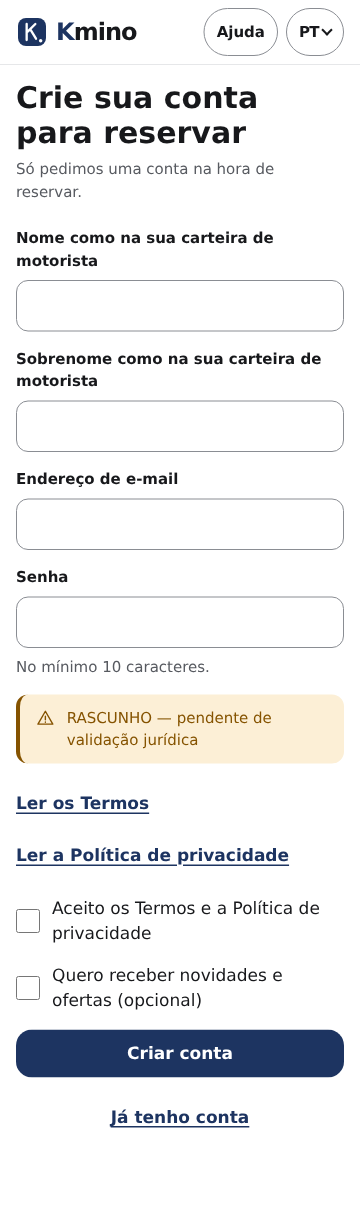 K. Kmino
Ajuda
PT
Crie sua conta
para reservar
Só pedimos uma conta na hora de
reservar.
Nome como na sua carteira de
motorista
Sobrenome como na sua carteira de
motorista
Endereço de e-mail
Senha
No mínimo 10 caracteres.
RASCUNHO — pendente de
validação jurídica
Ler os Termos
Ler a Política de privacidade
Aceito os Termos e a Política de
privacidade
Quero receber novidades e
ofertas (opcional)
Criar conta
Já tenho conta